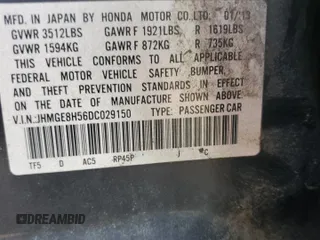 MFD. IN JAPAN BY HONDA MOTOR CO.,LTD. 01/13
GVWR 3512LBS GAWR F 1921LBS R 1619LBS
GVWR 1594KG GAWR F 872KG R 735KG
THIS VEHICLE CONFORMS TO ALL APPLICABLE
FEDERAL MOTOR VEHICLE SAFETY, BUMPER,
AND THEFT PREVENTION STANDARDS IN EFFECT ON
THE DATE OF MANUFACTURE SHOWN ABOVE.
V.I.N.:JHMGE8H56DC029150 TYPE: PASSENGER CAR
TF5 D AC5 RP45P J C
© DREAMBID